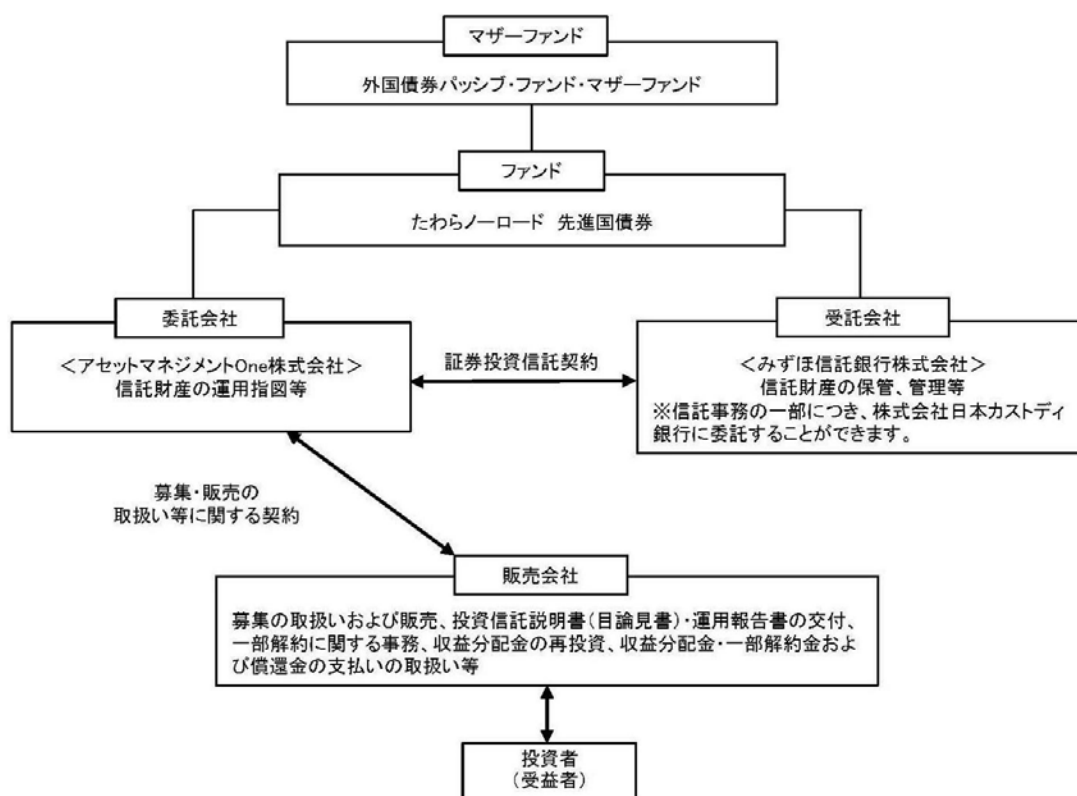 マザーファンド
外国債券パッシブ・ファンド・マザーファンド
ファンド
たわらノーロード 先進国債券
委託会社
＜アセットマネジメントOne株式会社＞
信託財産の運用指図等
証券投資信託契約
受託会社
＜みずほ信託銀行株式会社＞
信託財産の保管、管理等
※信託事務の一部につき、株式会社日本カストディ
銀行に委託することができます。
募集・販売の
取扱い等に関する契約
販売会社
募集の取扱いおよび販売、投資信託説明書(目論見書)・運用報告書の交付、
一部解約に関する事務、収益分配金の再投資、収益分配金・一部解約金およ
び償還金の支払いの取扱い等
投資者
(受益者)